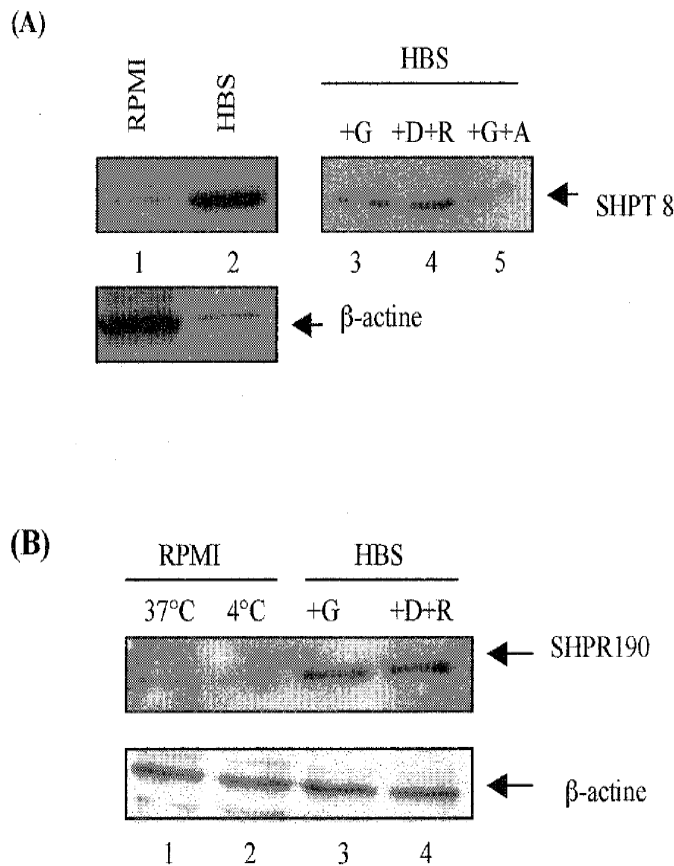 (A)
HBS
RPMI HBS +G +D+R +G+A
SHPT 8
1 2 3 4 5
β-actine
(B)
RPMI HBS
37°C 4°C +G +D+R
SHPR190
β-actine
1 2 3 4